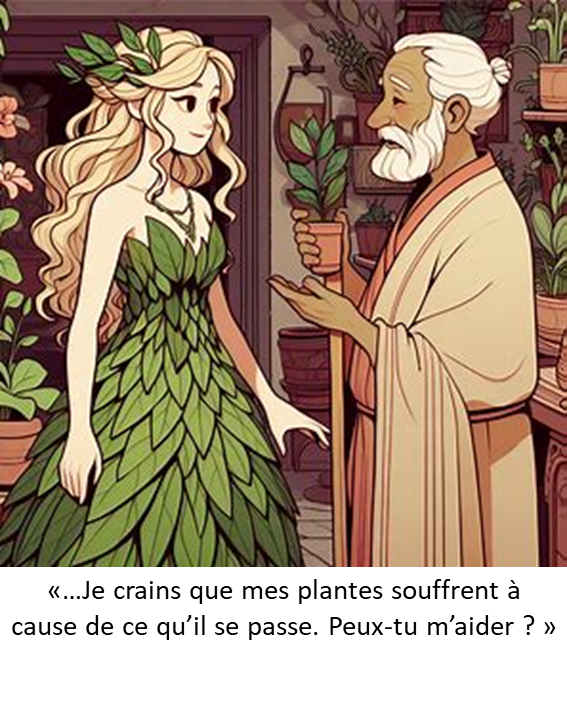 «…Je crains que mes plantes souffrent à
cause de ce qu’il se passe. Peux-tu m’aider ? »